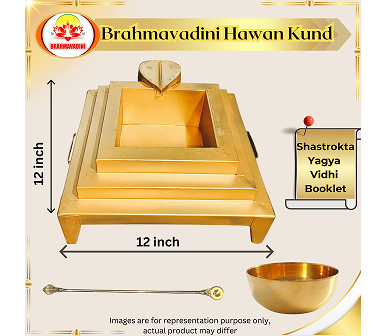 Brahmavadini Hawan Kund
BRAHMAVADINI
12 inch
Shastrokta
Yagya
Vidhi
Booklet
12 inch
Images are for representation purpose only,
actual product may differ